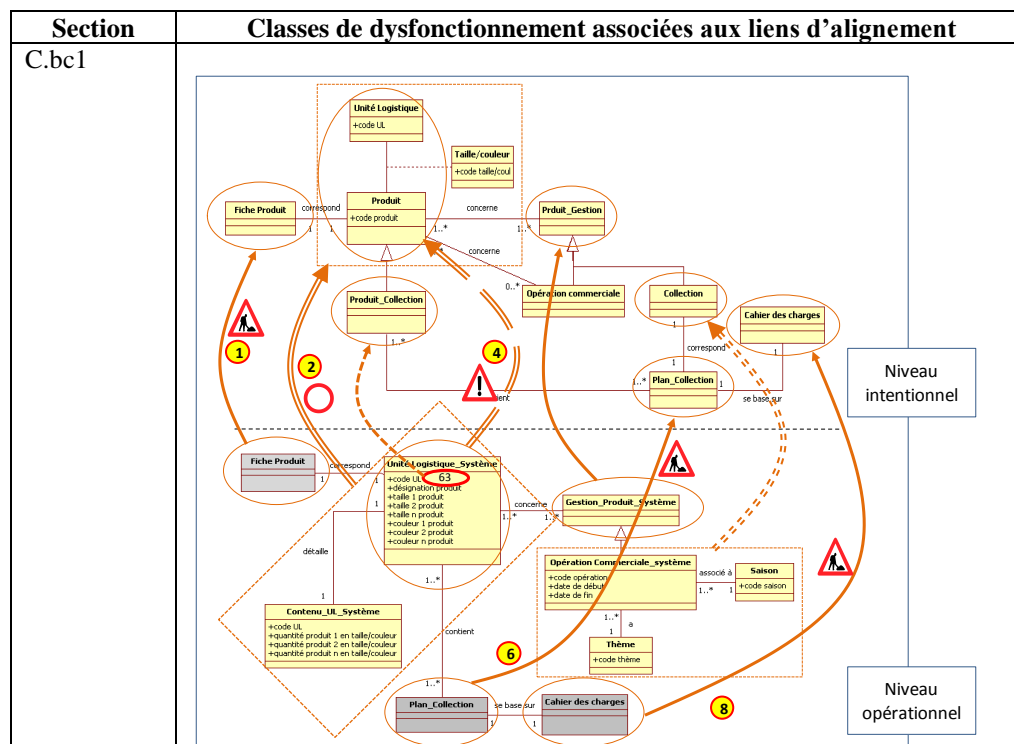 Section
Classes de dysfonctionnement associées aux liens d'alignement
C.bc1
Unité Logistique
+code UL
Taille/couleur
+code taille/coul
Fiche Produit
correspond
1
1
Produit
+code produit
concerne
1..*
1..*
Prduit_Gestion
*
concerne
0..*
Produit_Collection
Opération commerciale
Collection
Cahier des charges
1
1
correspond
1..*
1
2
4
1
1..*
Plan_Collection
1
se base sur
ient
Niveau
intentionnel
Fiche Produit
correspond
1
1
Unité Logistique_Système
+code UL
63
+désignation produit
+taille 1 produit
+taille 2 produit
+taille n produit
+couleur 1 produit
+couleur 2 produit
+couleur n produit
1
concerne
1..*
1..*
Gestion_Produit_Système
détaille
1
1..*
Opération Commerciale_système
+code opération
+date de début
+date de fin
associé à
1..*
1
Saison
+code saison
Contenu_UL_Système
+code UL
+quantité produit 1 en taille/couleur
+quantité produit 2 en taille/couleur
+quantité produit n en taille/couleur
contient
1..*
a
1
Thème
+code thème
6
1..*
Plan_Collection
se base sur
1
1
Cahier des charges
8
Niveau
opérationnel